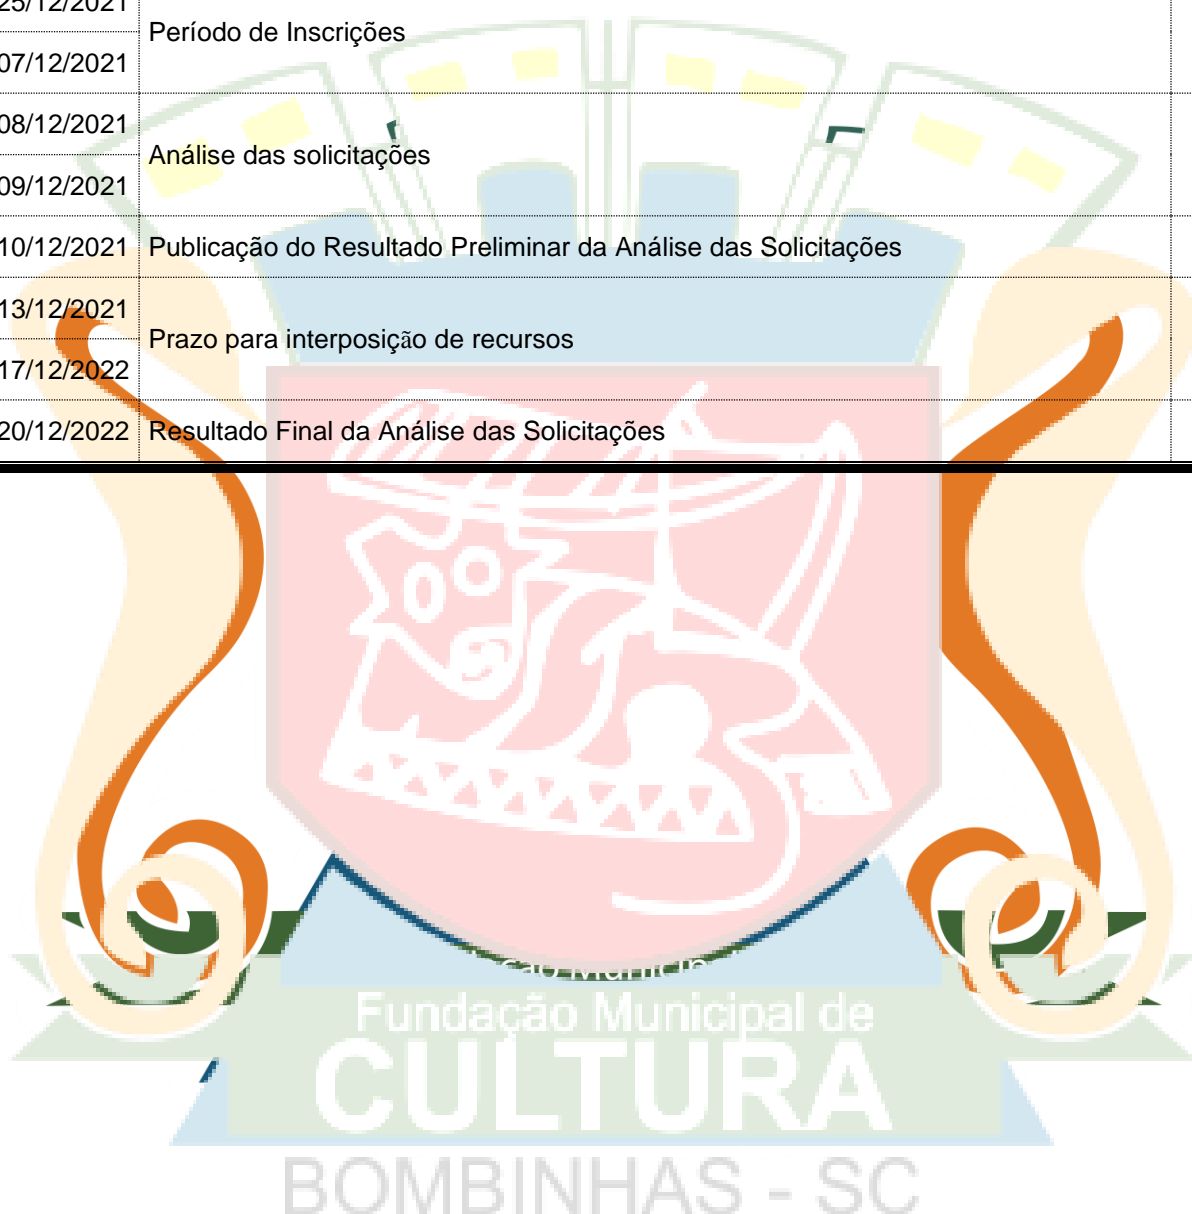 25/12/2021
Período de Inscrições
07/12/2021
08/12/2021
Análise das solicitações
09/12/2021
10/12/2021 Publicação do Resultado Preliminar da Análise das Solicitações
13/12/2021
Prazo para interposição de recursos
17/12/2022
20/12/2022 Resultado Final da Análise das Solicitações
Fundação Municipal de
CULTURA
BOMBINHAS - SC